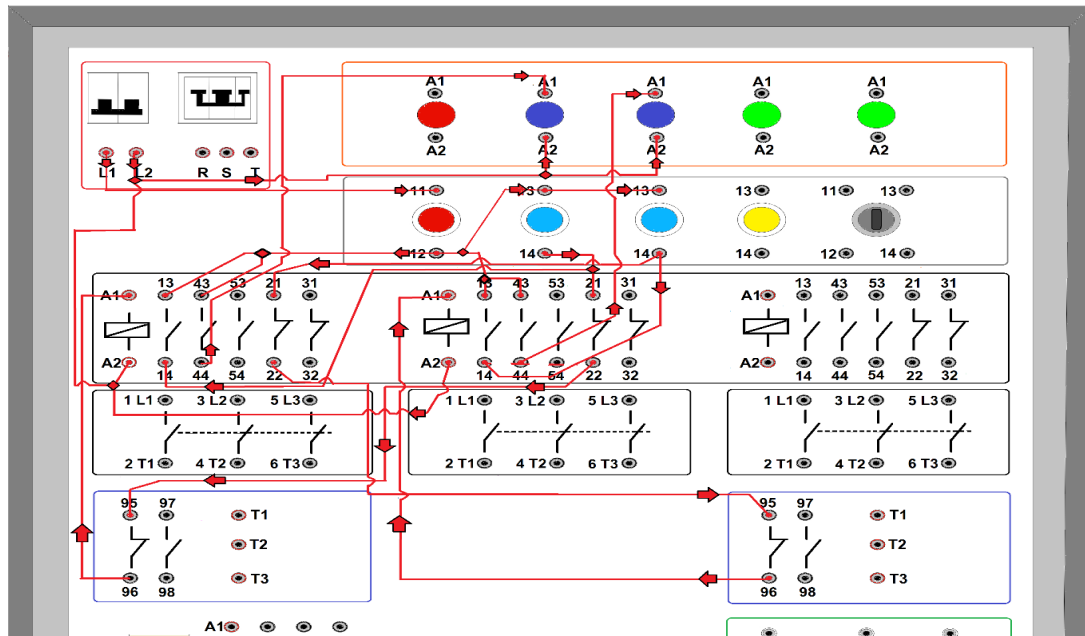 A1 A1 A1 A1 A1
A2 A2 A2 A2 A2
L1 L2 R S T
11 3 13 13 11 13
12 14 14 14 12 14
13 43 53 21 31 13 43 53 21 31 13 43 53 21 31
A1 A1 A1
A2 A2 A2
14 44 54 22 32 14 44 54 22 32 14 44 54 22 32
1 L1 3 L2 5 L3 1 L1 3 L2 5 L3 1 L1 3 L2 5 L3
2 T1 4 T2 6 T3 2 T1 4 T2 6 T3 2 T1 4 T2 6 T3
95 97 T1 95 97 T1
T2 T2
T3 T3
96 98 96 98
A1